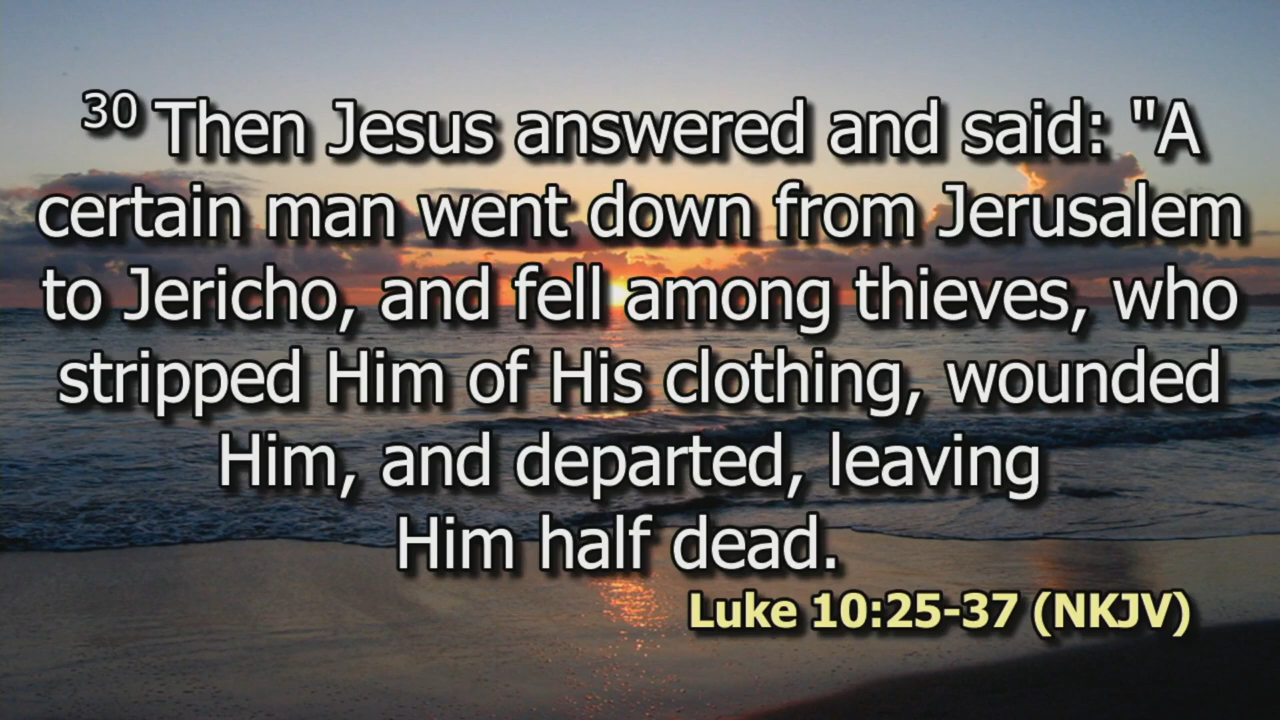 30 Then Jesus answered and said: "A
certain man went down from Jerusalem
to Jericho, and fell among thieves, who
stripped Him of His clothing, wounded
Him, and departed, leaving
Him half dead.
Luke 10:25-37 (NKJV)